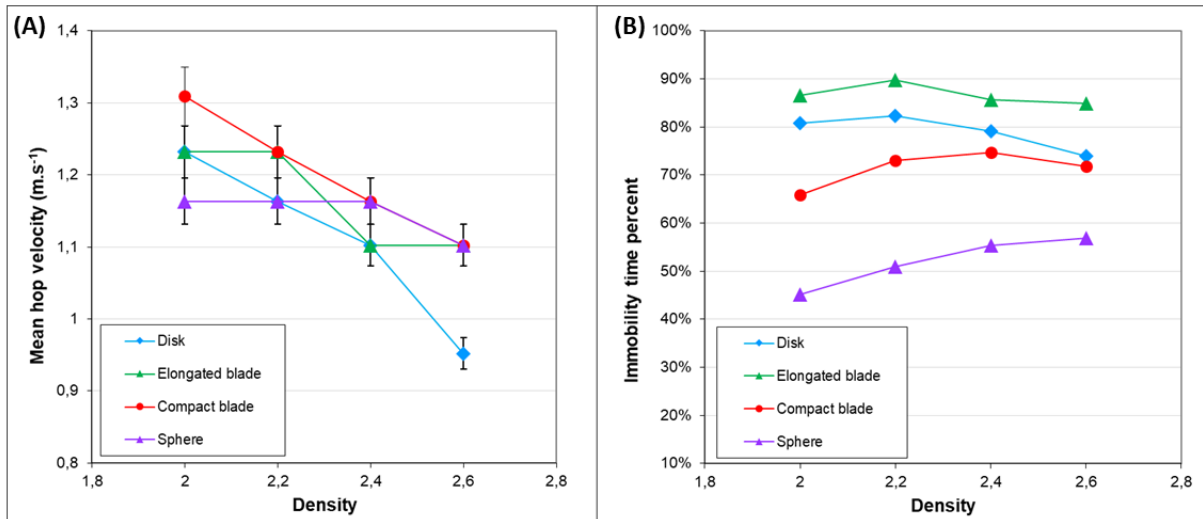 (A)
Mean hop velocity (m.s⁻¹)
1,4
1,3
1,2
1,1
1
0,9
0,8
Disk
Elongated blade
Compact blade
Sphere
1,8
2
2,2
2,4
2,6
2,8
Density
(B)
Immobility time percent
100%
90%
80%
70%
60%
50%
40%
30%
20%
10%
Disk
Elongated blade
Compact blade
Sphere
1,8
2
2,2
2,4
2,6
2,8
Density